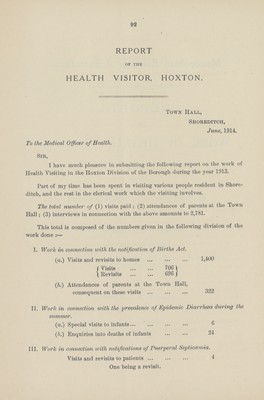 92
REPORT
OF THE
HEALTH VISITOR, HOXTON.
TOWN HALL,
SHOREDITCH,
June, 1914.
To the Medical Officer of Health.
SIR,
I have much pleasure in submitting the following report on the work of
Health Visiting in the Hoxton Division of the Borough during the year 1913.
Part of my time has been spent in visiting various people resident in Shore-
ditch, and the rest in the clerical work which the visiting involves.
The total number of (1) visits paid; (2) attendances of parents at the Town
Hall; (3) interviews in connection with the above amounts to 2,781.
This total is composed of the numbers given in the following division of the
work done :—
I. Work in connection with the notification of Births Act.
(a.) Visits and revisits to homes ... ... ... 1,400
{ Visits ... ... 706 }
{ Revisits ... ... 696 }
(b.) Attendances of parents at the Town Hall,
consequent on these visits ... ... ... 322
II. Work in connection with the prevalence of Epidemic Diarrhœa during the
summer.
(a.) Special visits to infants... ... ... ... 6
(b.) Enquiries into deaths of infants ... ... 24
III. Work in connection with notifications of Puerperal Septicæmia.
Visits and revisits to patients ... ... ... 4
One being a revisit.